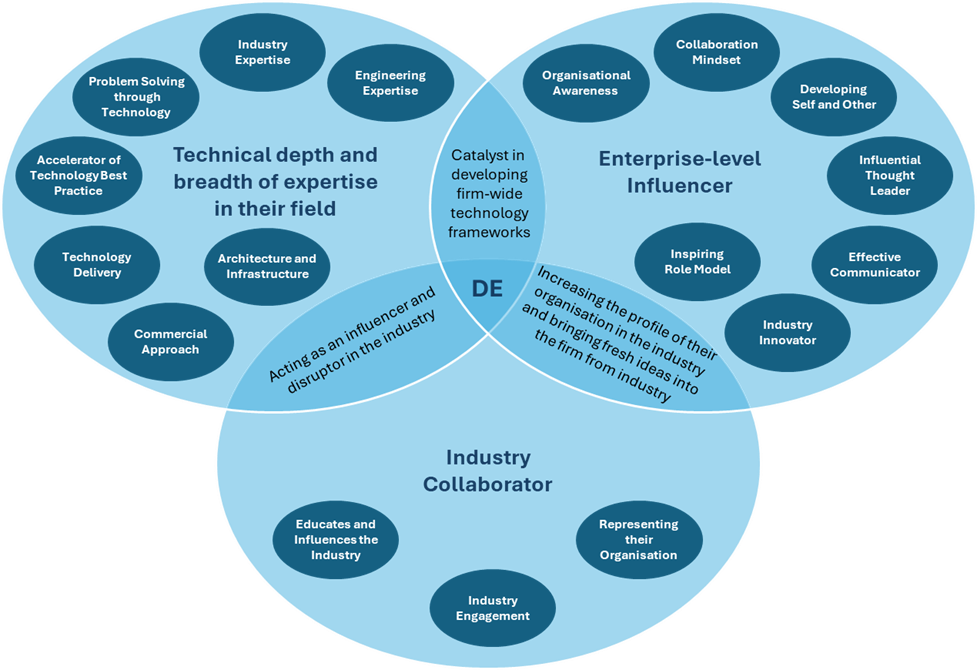 Industry
Expertise
Engineering
Expertise
Problem Solving
through
Technology
Accelerator of
Technology Best
Practice
Technical depth and
breadth of expertise
in their field
Technology
Delivery
Architecture and
Infrastructure
Commercial
Approach
Catalyst in
developing
firm-wide
technology
frameworks
Organisational
Awareness
Collaboration
Mindset
Developing
Self and Other
Enterprise-level
Influencer
Influential
Thought
Leader
Inspiring
Role Model
Effective
Communicator
Industry
Innovator
DE
Acting as an influencer and
disruptor in the industry
Increasing the profile of their
organisation in the industry
and bringing fresh ideas into
the firm from industry
Industry
Collaborator
Educates and
Influences the
Industry
Industry
Engagement
Representing
their
Organisation